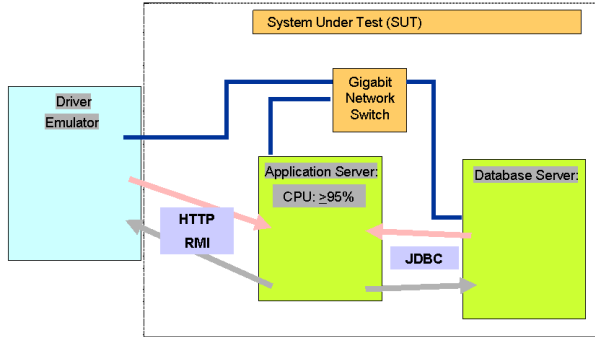 System Under Test (SUT)
Gigabit
Network
Switch
Driver
Emulator
Application Server:
CPU: ≥95%
Database Server:
HTTP
RMI
JDBC